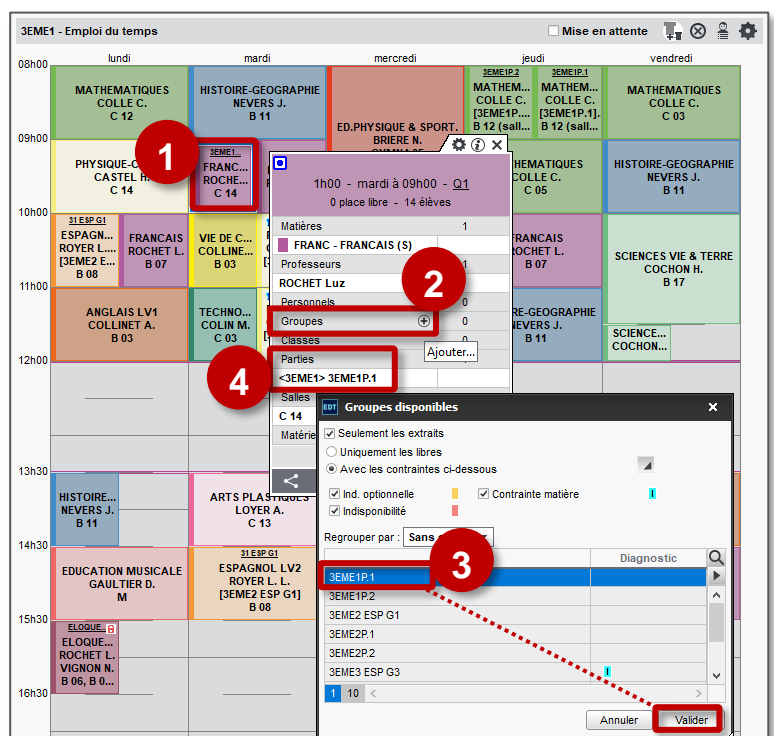 3EME1 - Emploi du temps
Mise en attente
lundi
mardi
mercredi
jeudi
vendredi
08h00
09h00
10h00
11h00
12h00
13h30
14h30
15h30
16h30
MATHEMATIQUES
COLLE C.
C 12
HISTOIRE-GEOGRAPHIE
NEVERS J.
B 11
ED.PHYSIQUE & SPORT.
BRIERE N.
3EME1P.2
MATHEM...
COLLE C.
[3EME1P....
B 12 (sall...
3EME1P.1
MATHEM...
COLLE C.
[3EME1P.1].
B 12 (sall...
MATHEMATIQUES
COLLE C.
C 03
PHYSIQUE-C
CASTEL H.
C 14
1
3EME1...
FRANC...
ROCHE...
C 14
HEMATIQUES
COLLE C.
C 05
HISTOIRE-GEOGRAPHIE
NEVERS J.
B 11
31 ESP G1
ESPAGN...
ROYER L....
[3EME2 E...
B 08
FRANCAIS
ROCHET L.
B 07
VIE DE C...
COLLINE...
B 03
FRANCAIS
ROCHET L.
B 07
SCIENCES VIE & TERRE
COCHON H.
B 17
ANGLAIS LV1
COLLINET A.
B 03
TECHNO...
COLIN M.
C 03
RE-GEOGRAPHIE
NEVERS J.
B 11
SCIENCE...
COCHON...
HISTOIRE...
NEVERS J.
B 11
ARTS PLASTIQUES
LOYER A.
C 13
EDUCATION MUSICALE
GAULTIER D.
M
31 ESP G1
ESPAGNOL LV2
ROYER L. L.
[3EME2 ESP G1]
B 08
ELOQUE...
ELOQUE...
ROCHET L.
VIGNON N.
B 06, B 0...
1h00 - mardi à 09h00 - Q1
0 place libre - 14 élèves
Matières 1
FRANC - FRANCAIS (S)
Professeurs 1
ROCHET Luz
2
Personnels 0
Groupes 0
Classes 0
Ajouter...
Parties
<3EME1> 3EME1P.1
4
Salles
C 14
Matérie
EDT Groupes disponibles
Seulement les extraits
Uniquement les libres
Avec les contraintes ci-dessous
Ind. optionnelle
Contrainte matière
I
Indisponibilité
Regrouper par : Sans
3
Diagnostic
3EME1P.1
3EME1P.2
3EME2 ESP G1
3EME2P.1
3EME2P.2
3EME3 ESP G3
I
1 10
Annuler
Valider